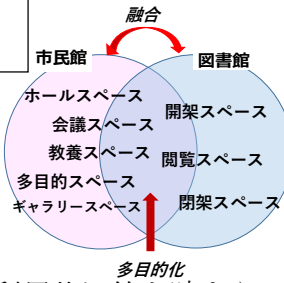 融合
市民館
図書館
ホールスペース
会議スペース
教養スペース
多目的スペース
ギャラリースペース
開架スペース
閲覧スペース
閉架スペース
多目的化